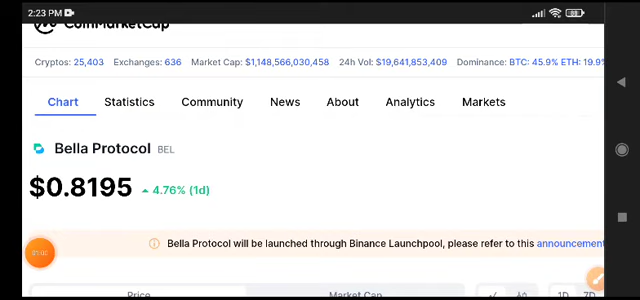 2:23 PM
CoinMarketCap
Cryptos: 25,403 Exchanges: 636 Market Cap: $1,148,566,030,458 24h Vol: $19,641,853,409 Dominance: BTC: 45.9% ETH: 19.9%
Chart Statistics Community News About Analytics Markets
Bella Protocol BEL
$0.8195 4.76% (1d)
Bella Protocol will be launched through Binance Launchpool, please refer to this announcement
Price Market Cap 1D 7D